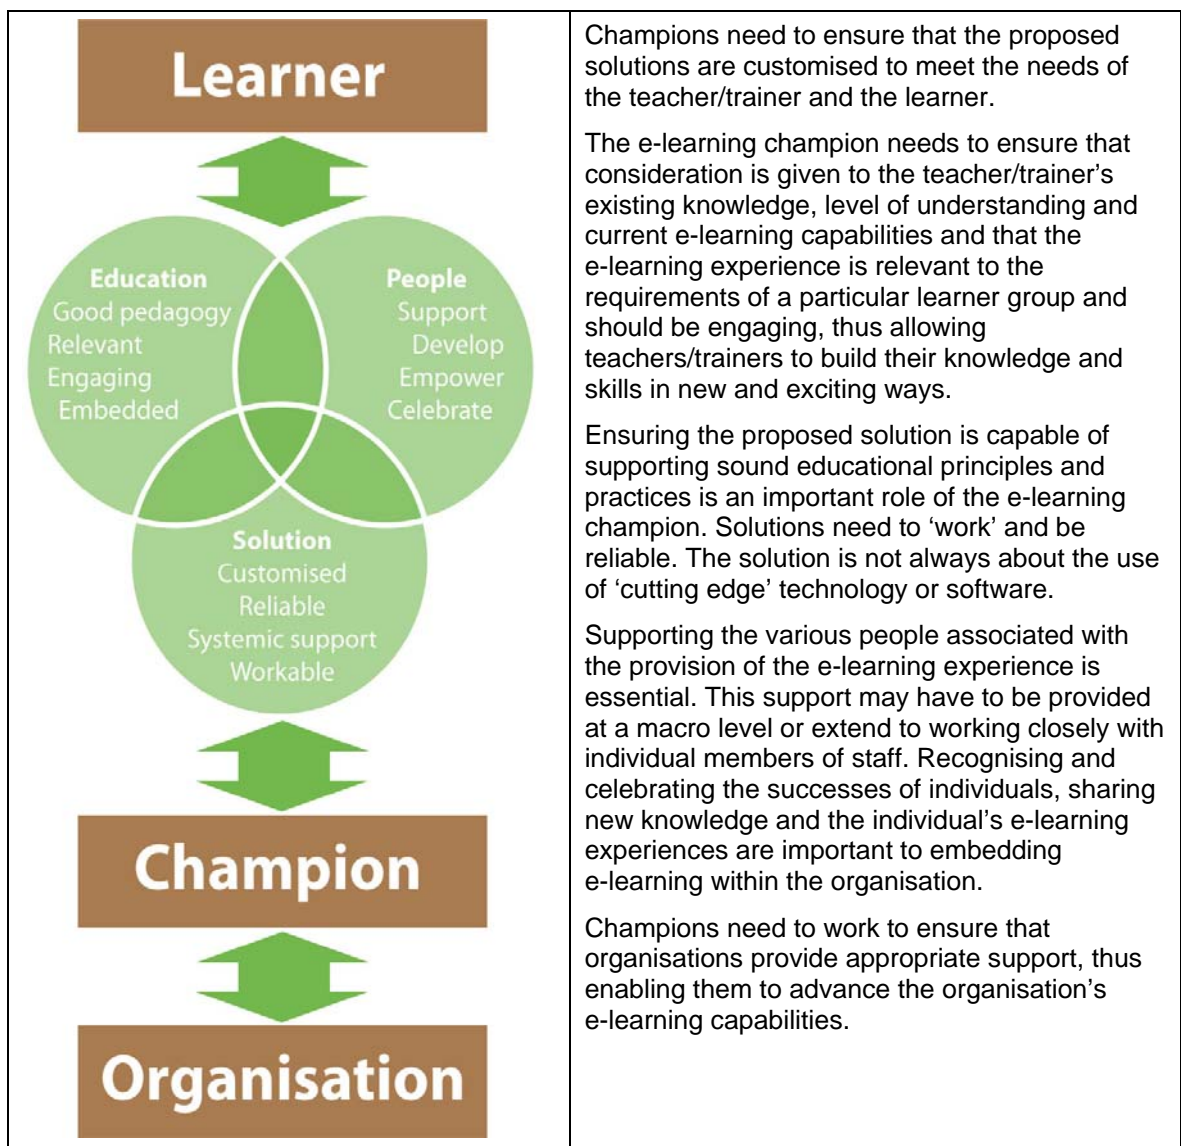 Learner
Education
Good pedagogy
Relevant
Engaging
Embedded
People
Support
Develop
Empower
Celebrate
Solution
Customised
Reliable
Systemic support
Workable
Champion
Organisation
Champions need to ensure that the proposed
solutions are customised to meet the needs of
the teacher/trainer and the learner.
The e-learning champion needs to ensure that
consideration is given to the teacher/trainer’s
existing knowledge, level of understanding and
current e-learning capabilities and that the
e-learning experience is relevant to the
requirements of a particular learner group and
should be engaging, thus allowing
teachers/trainers to build their knowledge and
skills in new and exciting ways.
Ensuring the proposed solution is capable of
supporting sound educational principles and
practices is an important role of the e-learning
champion. Solutions need to ‘work’ and be
reliable. The solution is not always about the use
of ‘cutting edge’ technology or software.
Supporting the various people associated with
the provision of the e-learning experience is
essential. This support may have to be provided
at a macro level or extend to working closely with
individual members of staff. Recognising and
celebrating the successes of individuals, sharing
new knowledge and the individual’s e-learning
experiences are important to embedding
e-learning within the organisation.
Champions need to work to ensure that
organisations provide appropriate support, thus
enabling them to advance the organisation’s
e-learning capabilities.